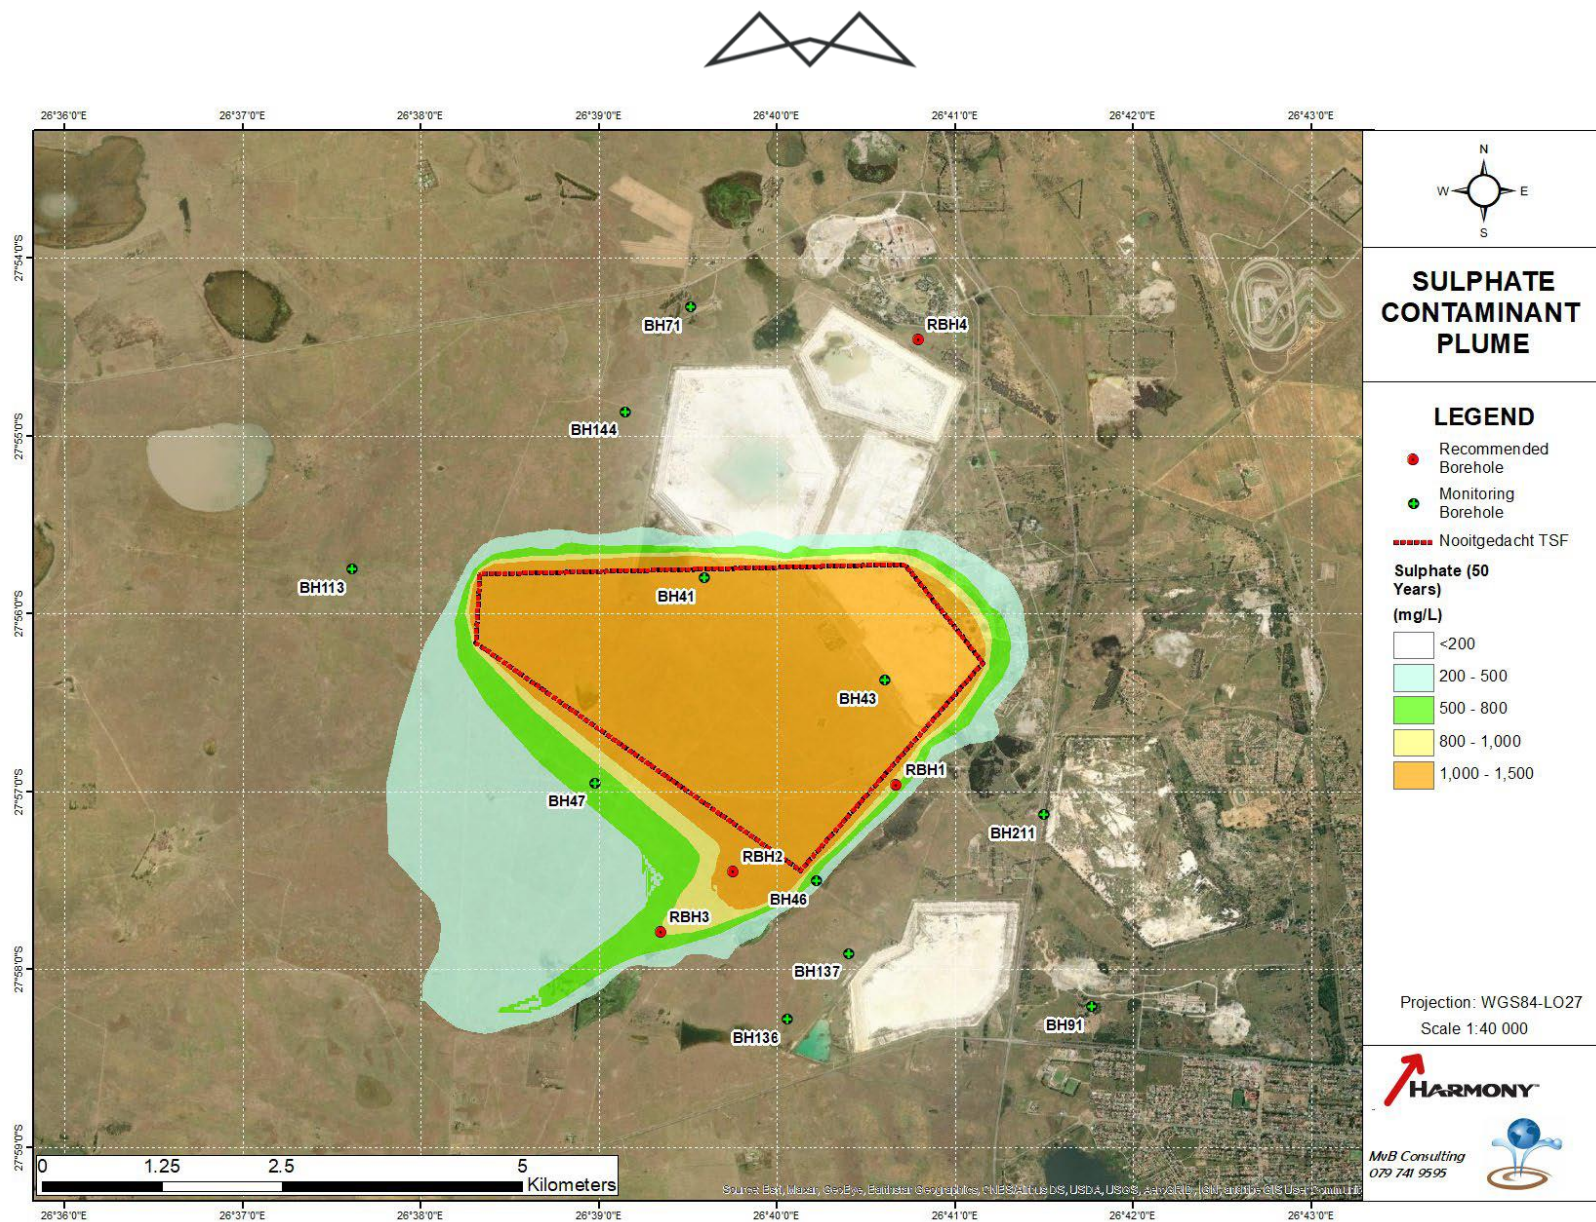 26°36'0"E 26°37'0"E 26°38'0"E 26°39'0"E 26°40'0"E 26°41'0"E 26°42'0"E 26°43'0"E
27°54'0"S
27°55'0"S
27°56'0"S
27°57'0"S
27°58'0"S
27°59'0"S
BH71
RBH4
BH144
BH113
BH41
BH43
RBH1
BH47
BH211
RBH2
BH46
RBH3
BH137
BH136
BH91
0 1.25 2.5 5
Kilometers
26°36'0"E 26°37'0"E 26°38'0"E 26°39'0"E 26°40'0"E 26°41'0"E 26°42'0"E 26°43'0"E
N
W E
S
SULPHATE
CONTAMINANT
PLUME
LEGEND
Recommended
Borehole
Monitoring
Borehole
Nooitgedacht TSF
Sulphate (50
Years)
(mg/L)
<200
200 - 500
500 - 800
800 - 1,000
1,000 - 1,500
Projection: WGS84-LO27
Scale 1:40 000
HARMONY™
MvB Consulting
079 741 9595